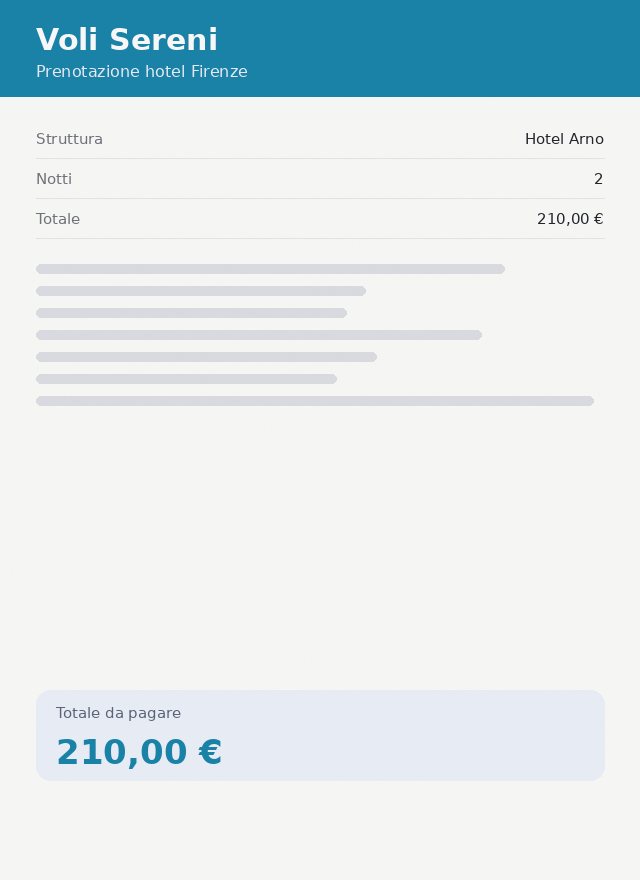 Voli Sereni
Prenotazione hotel Firenze
Struttura Hotel Arno
Notti 2
Totale 210,00 €
Totale da pagare
210,00 €